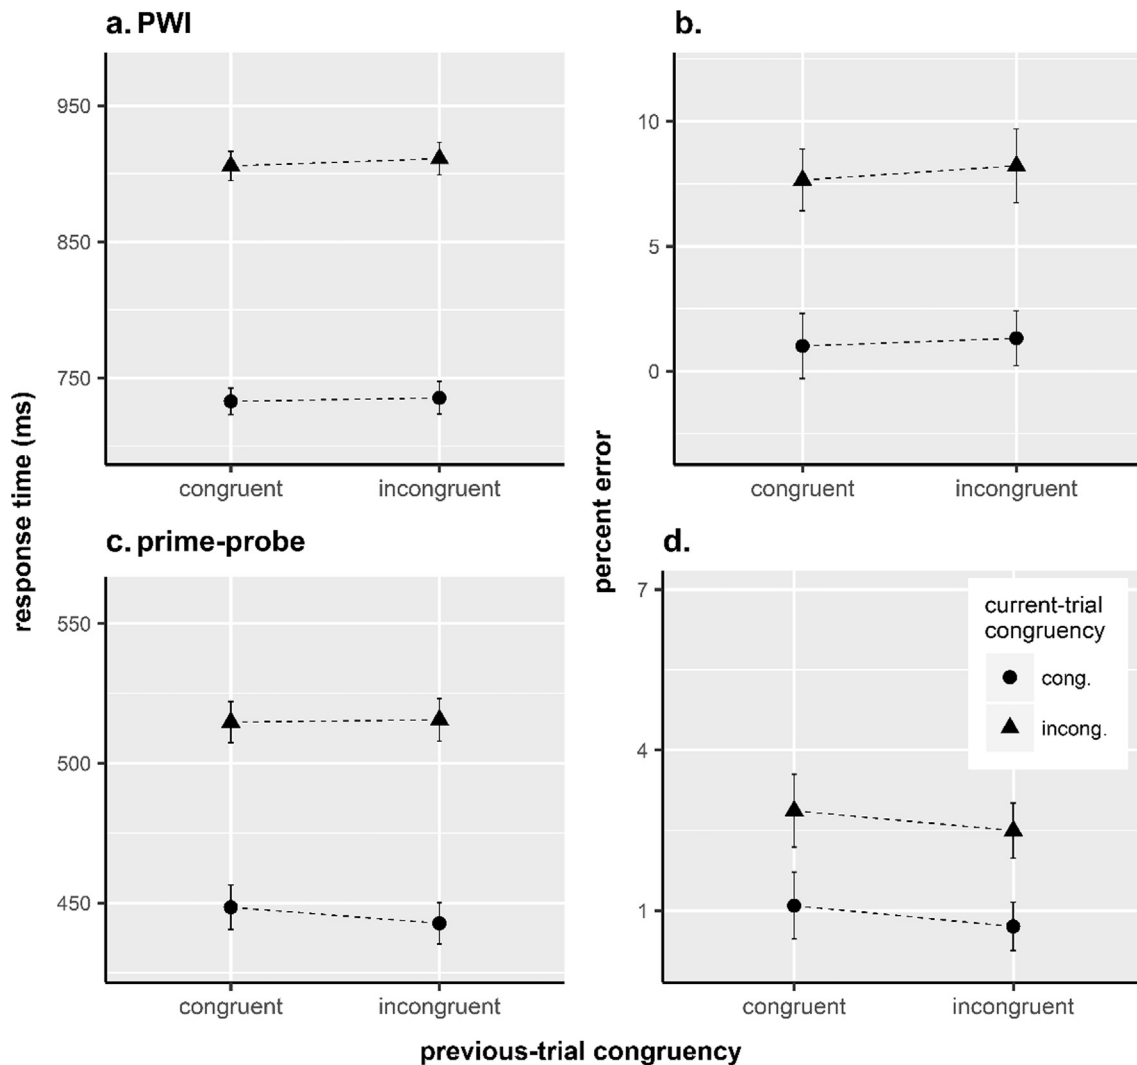 a. PWI
b.
950
850
750
congruent
incongruent
10
5
0
congruent
incongruent
response time (ms)
percent error
c. prime-probe
d.
550
500
450
congruent
incongruent
7
4
1
congruent
incongruent
current-trial
congruency
cong.
incong.
previous-trial congruency